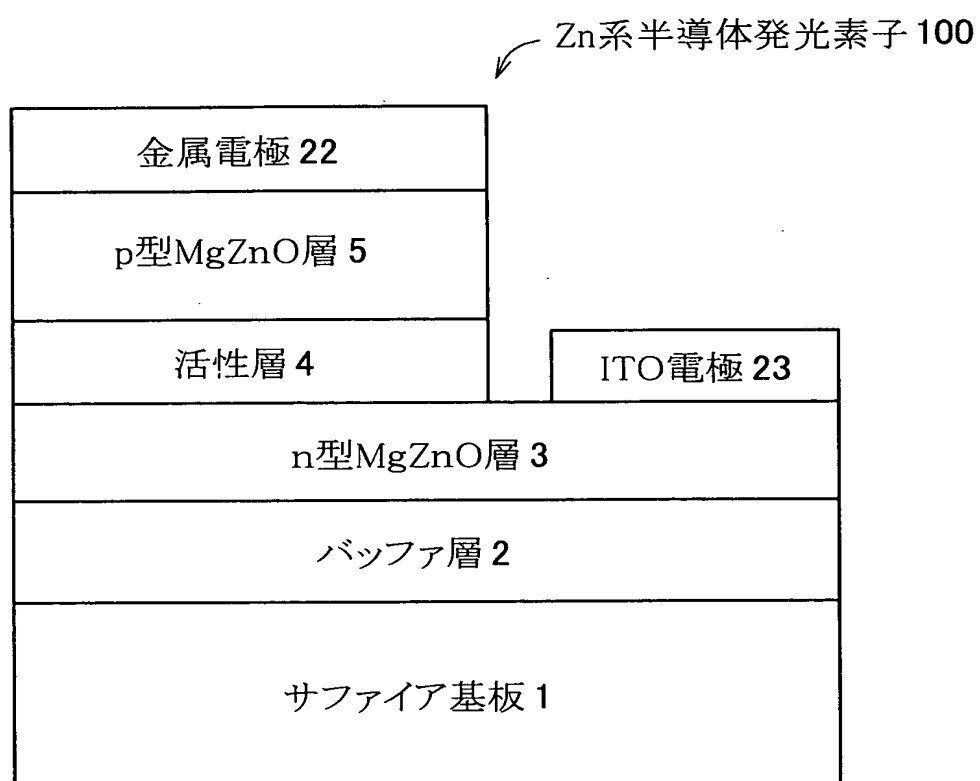 Zn系半導体発光素子 100
金属電極 22
p型MgZnO層 5
活性層 4
ITO電極 23
n型MgZnO層 3
バッファ層 2
サファイア基板 1